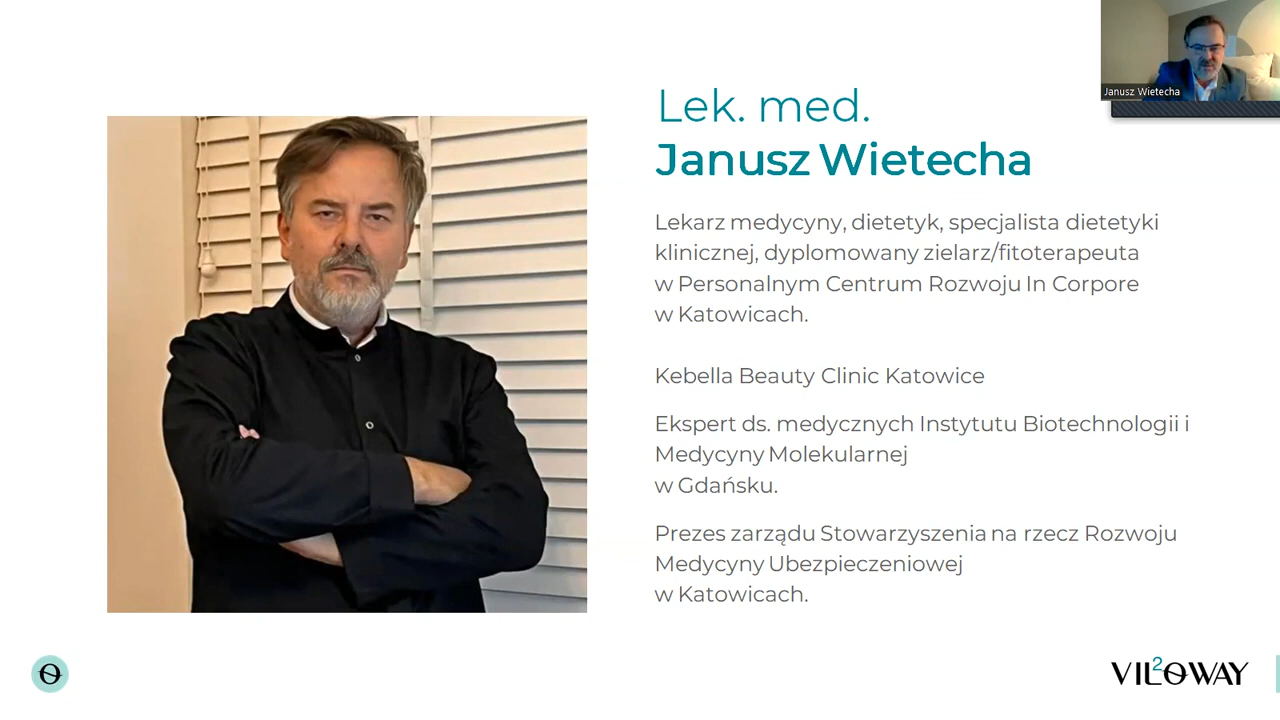 Janusz Wietecha
Lek. med.
Janusz Wietecha
Lekarz medycyny, dietetyk, specjalista dietetyki
klinicznej, dyplomowany zielarz/fitoterapeuta
w Personalnym Centrum Rozwoju In Corpore
w Katowicach.
Kebella Beauty Clinic Katowice
Ekspert ds. medycznych Instytutu Biotechnologii i
Medycyny Molekularnej
w Gdańsku.
Prezes zarządu Stowarzyszenia na rzecz Rozwoju
Medycyny Ubezpieczeniowej
w Katowicach.
VIL2OWAY